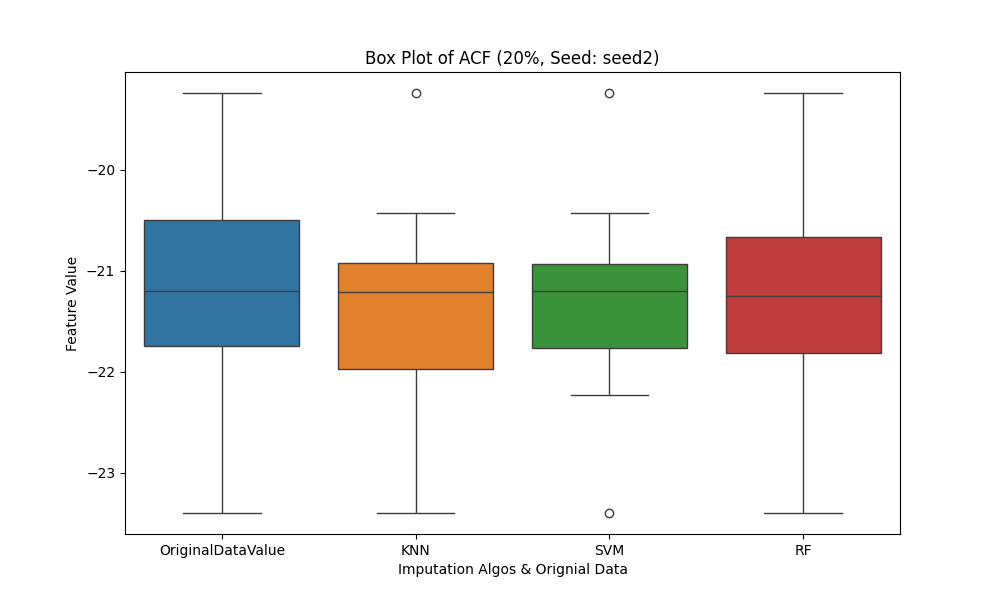 Box Plot of ACF (20%, Seed: seed2)
−20
−21
−22
−23
Feature Value
OriginalDataValue KNN SVM RF
Imputation Algos & Orignial Data